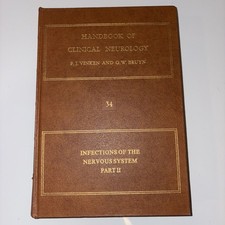 HANDBOOK OF
CLINICAL NEUROLOGY
P.J. VINKEN AND G.W. BRUYN
34
INFECTIONS OF THE
NERVOUS SYSTEM
PART II